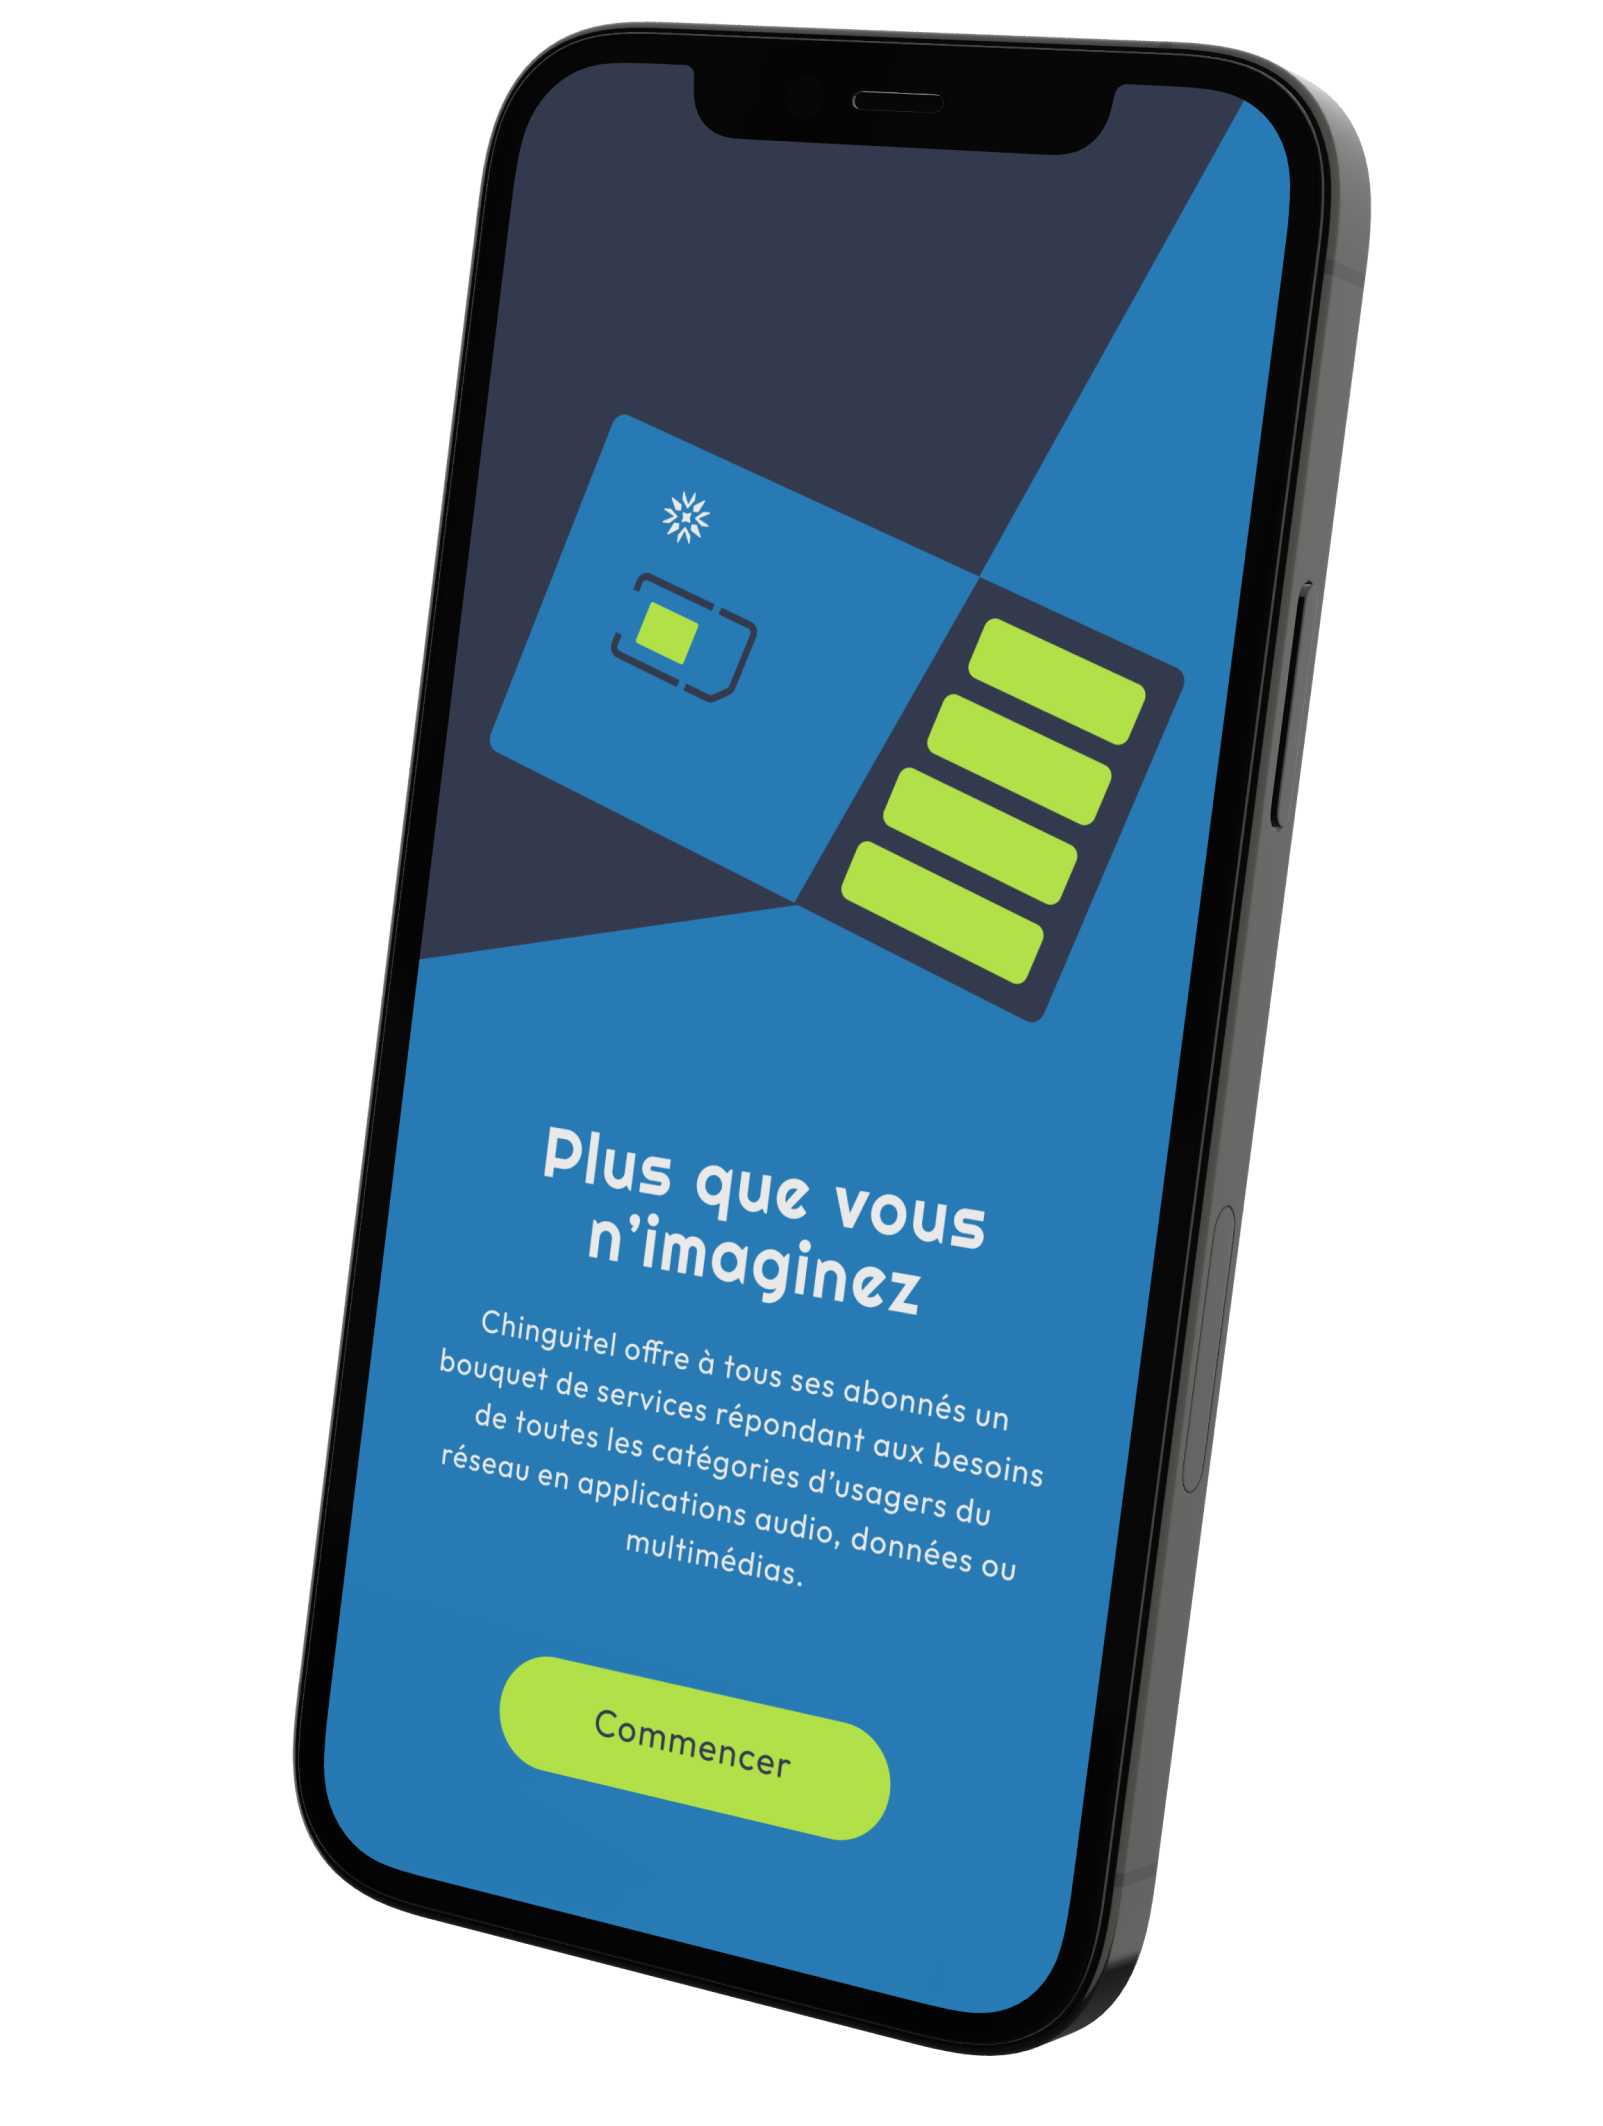 Plus que vous
n’imaginez
Chinguitel offre à tous ses abonnés un
bouquet de services répondant aux besoins
de toutes les catégories d’usagers du
réseau en applications audio, données ou
multimédias.
Commencer